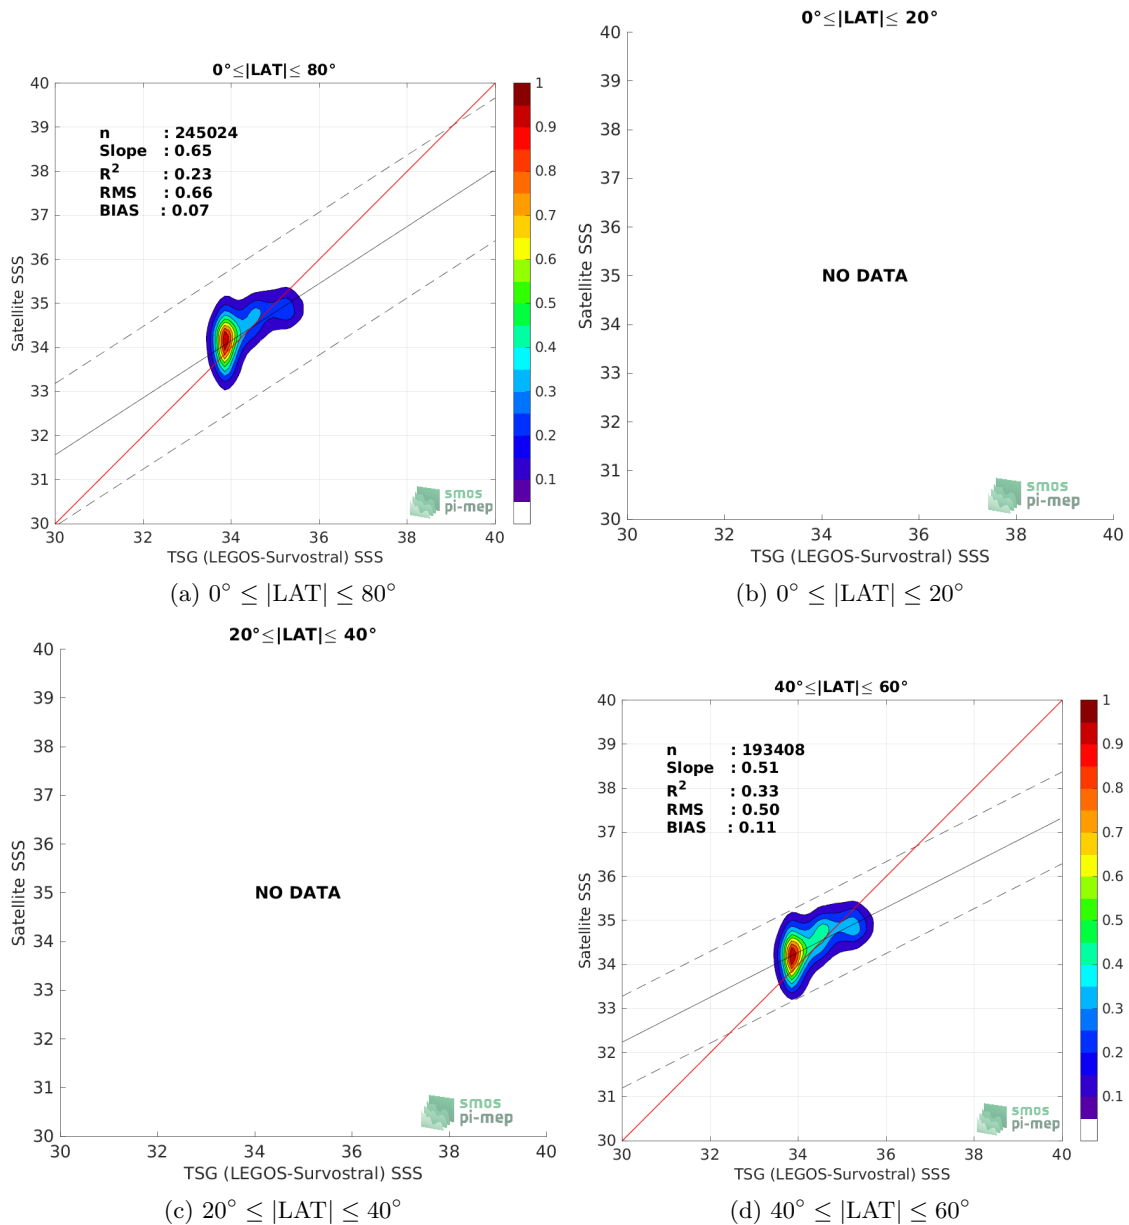 0°≤|LAT|≤ 80°
40
39
38
37
36
35
34
33
32
31
30
Satellite SSS
n : 245024
Slope : 0.65
R² : 0.23
RMS : 0.66
BIAS : 0.07
smos
pi-mep
30 32 34 36 38 40
TSG (LEGOS-Survostral) SSS
1
0.9
0.8
0.7
0.6
0.5
0.4
0.3
0.2
0.1
(a) 0° ≤ |LAT| ≤ 80°
0°≤|LAT|≤ 20°
40
39
38
37
36
35
34
33
32
31
30
Satellite SSS
NO DATA
smos
pi-mep
30 32 34 36 38 40
TSG (LEGOS-Survostral) SSS
(b) 0° ≤ |LAT| ≤ 20°
20°≤|LAT|≤ 40°
40
39
38
37
36
35
34
33
32
31
30
Satellite SSS
NO DATA
smos
pi-mep
30 32 34 36 38 40
TSG (LEGOS-Survostral) SSS
(c) 20° ≤ |LAT| ≤ 40°
40°≤|LAT|≤ 60°
40
39
38
37
36
35
34
33
32
31
30
Satellite SSS
n : 193408
Slope : 0.51
R² : 0.33
RMS : 0.50
BIAS : 0.11
smos
pi-mep
30 32 34 36 38 40
TSG (LEGOS-Survostral) SSS
1
0.9
0.8
0.7
0.6
0.5
0.4
0.3
0.2
0.1
(d) 40° ≤ |LAT| ≤ 60°